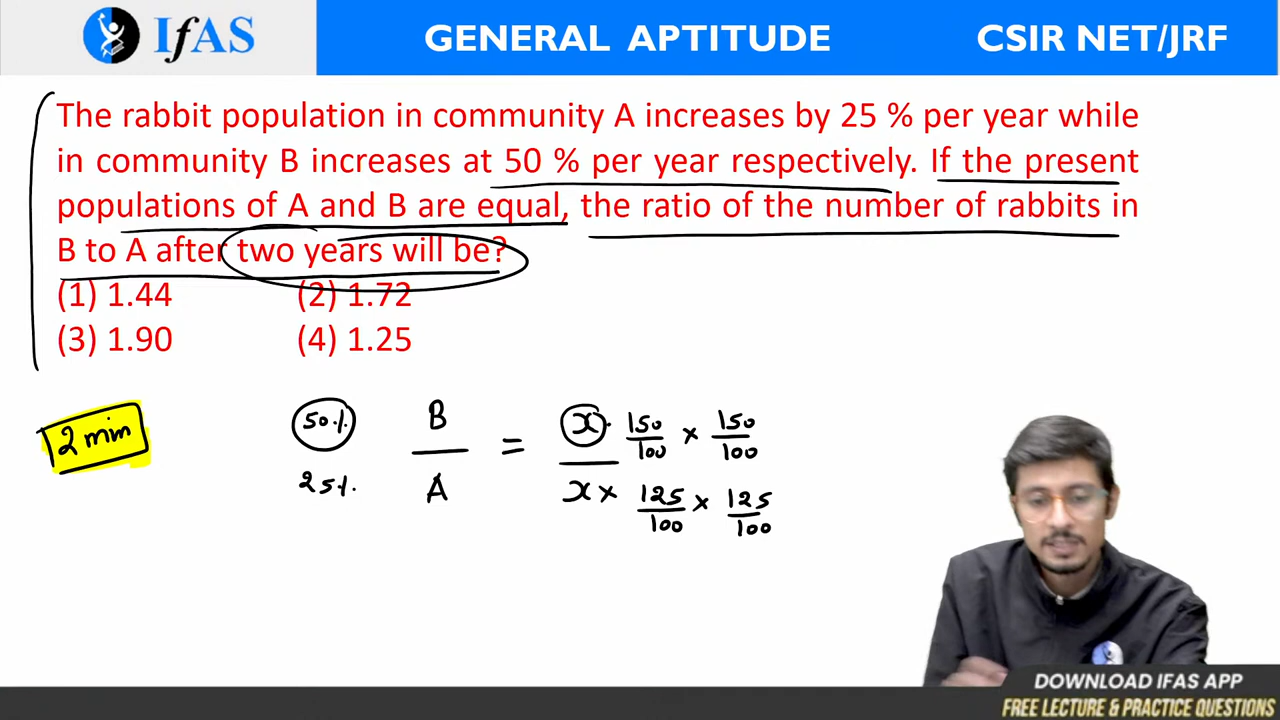 IfAS GENERAL APTITUDE CSIR NET/JRF
The rabbit population in community A increases by 25 % per year while
in community B increases at 50 % per year respectively. If the present
populations of A and B are equal, the ratio of the number of rabbits in
B to A after two years will be?
(1) 1.44 (2) 1.72
(3) 1.90 (4) 1.25
2 min
50% B = x · 150/100 × 150/100
25% A x × 125/100 × 125/100
DOWNLOAD IFAS APP
FREE LECTURE & PRACTICE QUESTIONS